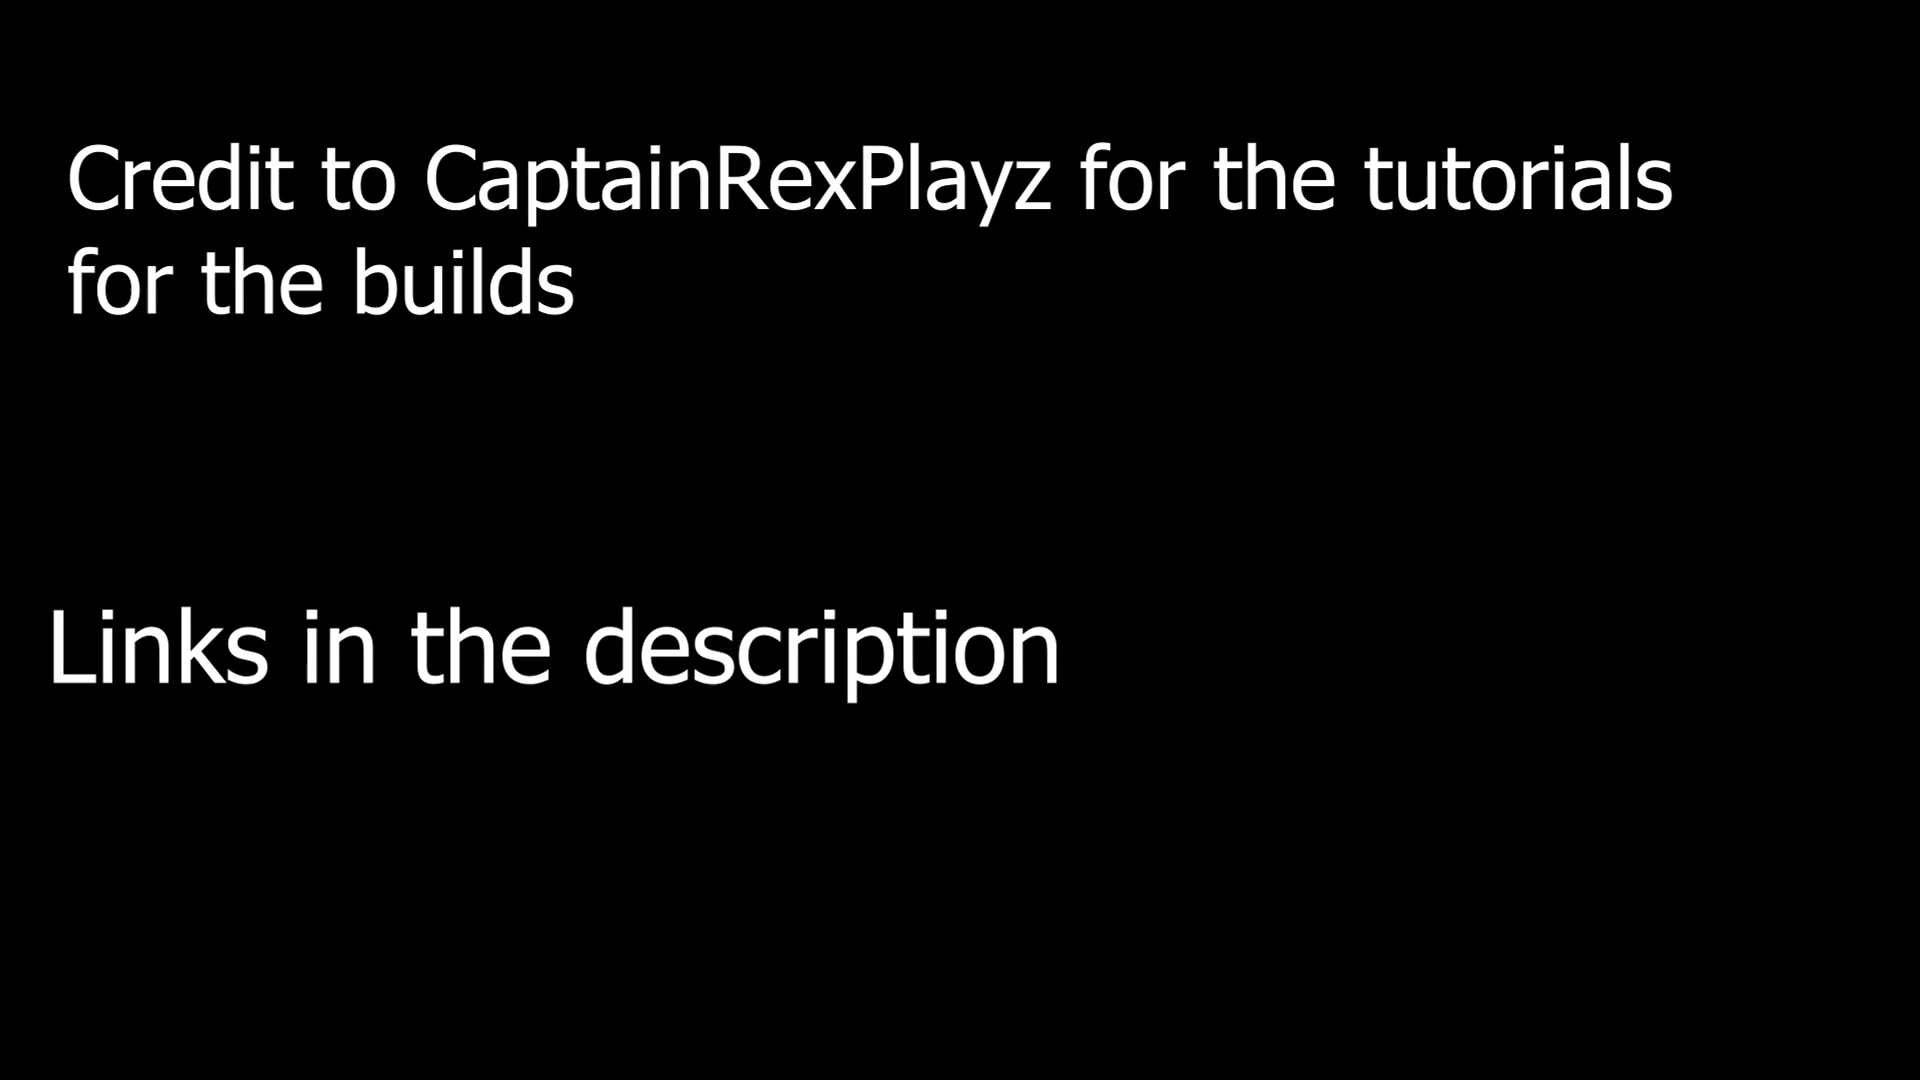 Credit to CaptainRexPlayz for the tutorials
for the builds
Links in the description